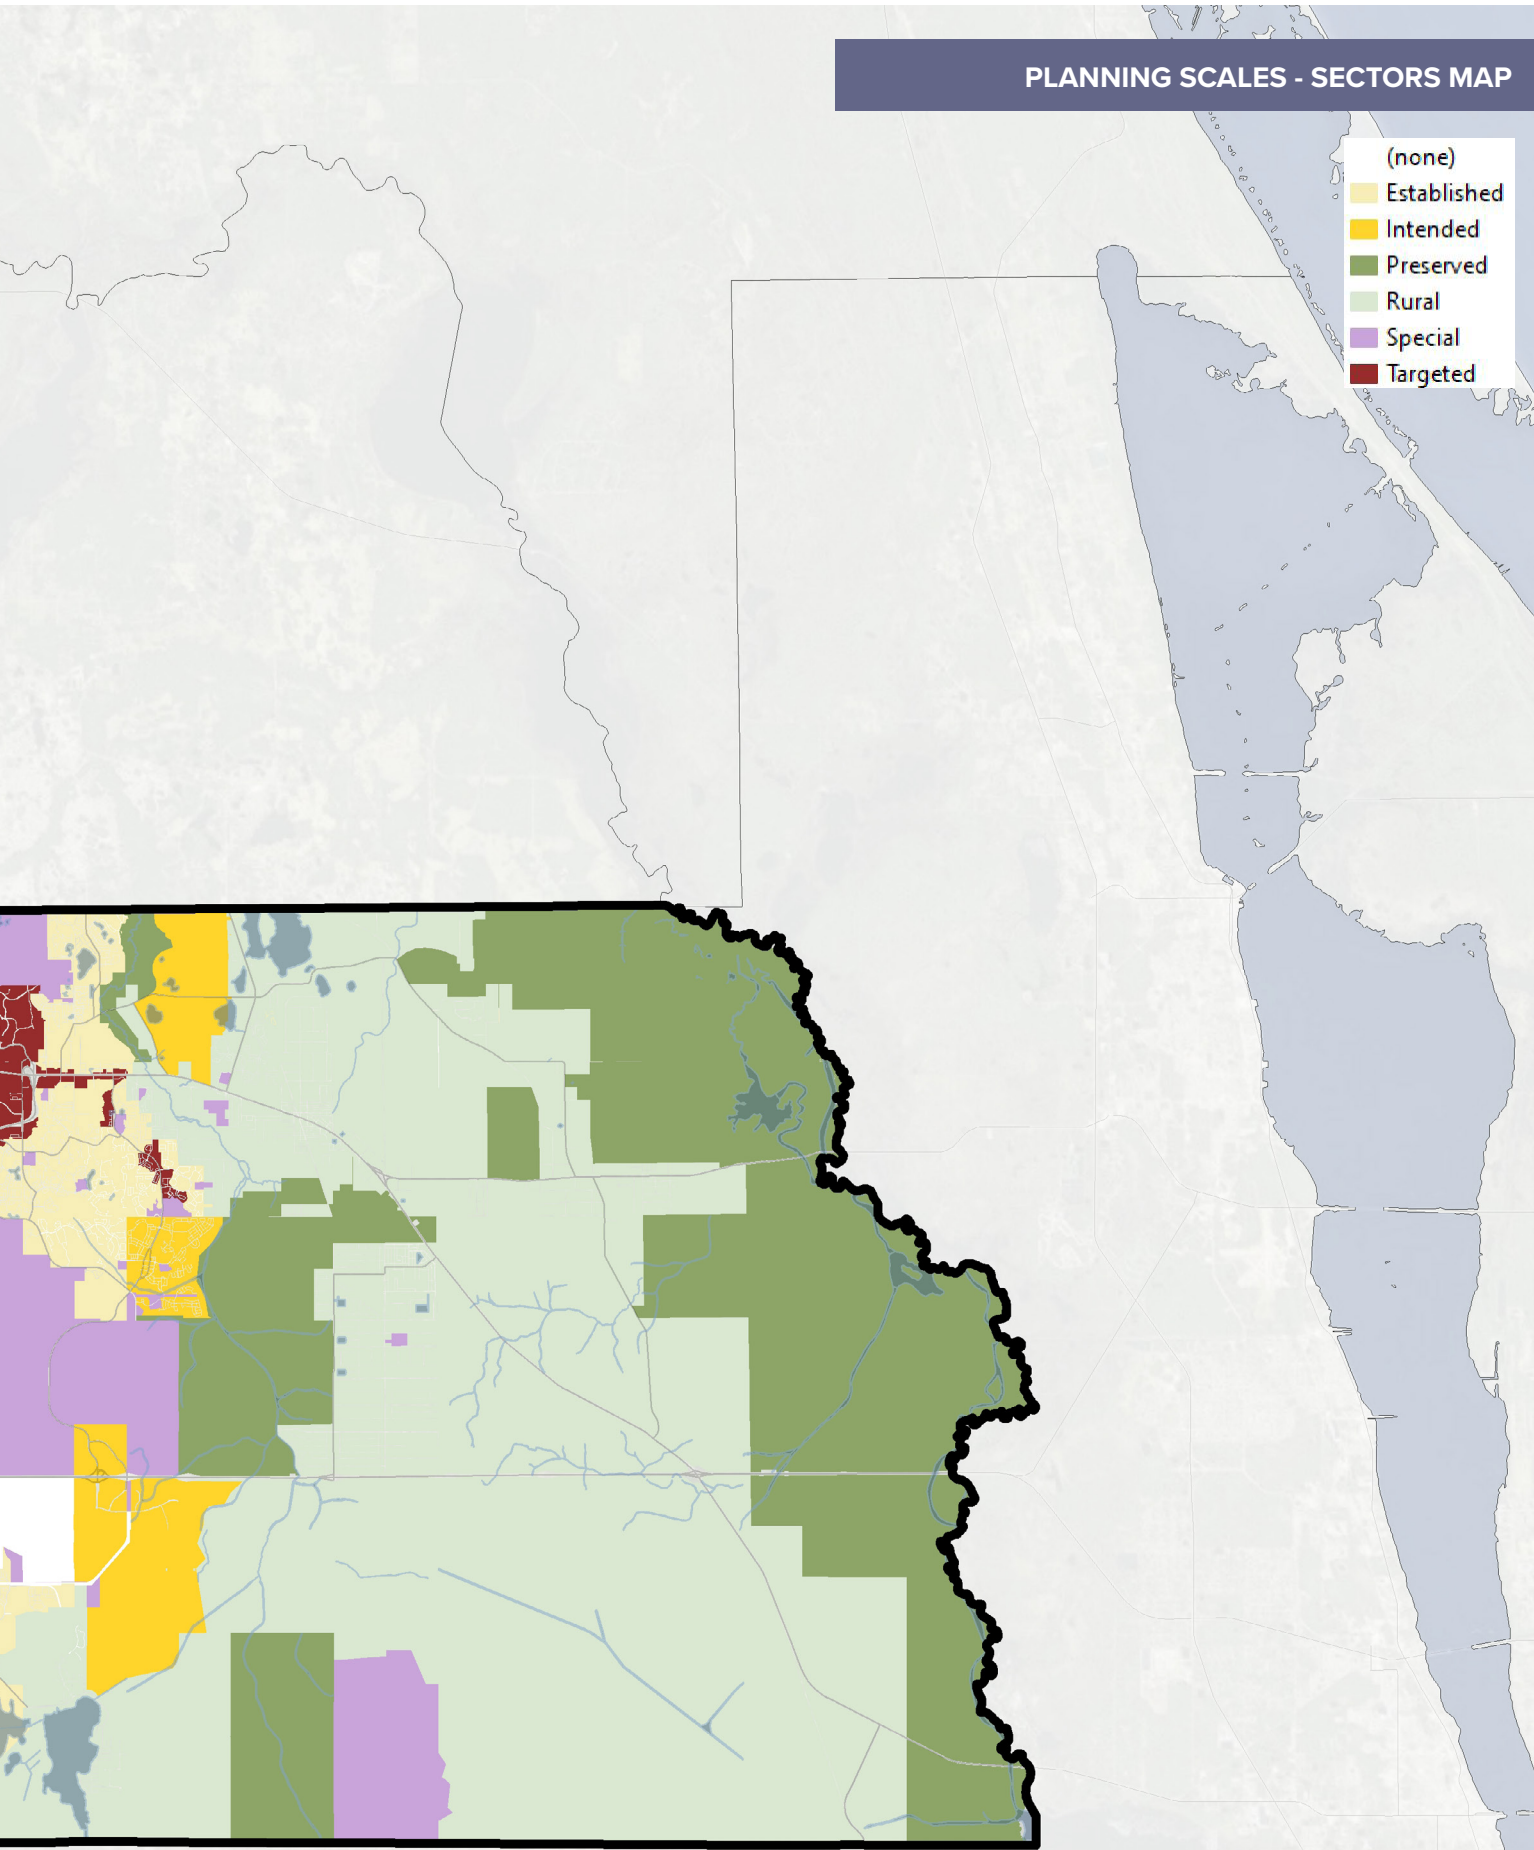 PLANNING SCALES - SECTORS MAP
(none)
Established
Intended
Preserved
Rural
Special
Targeted